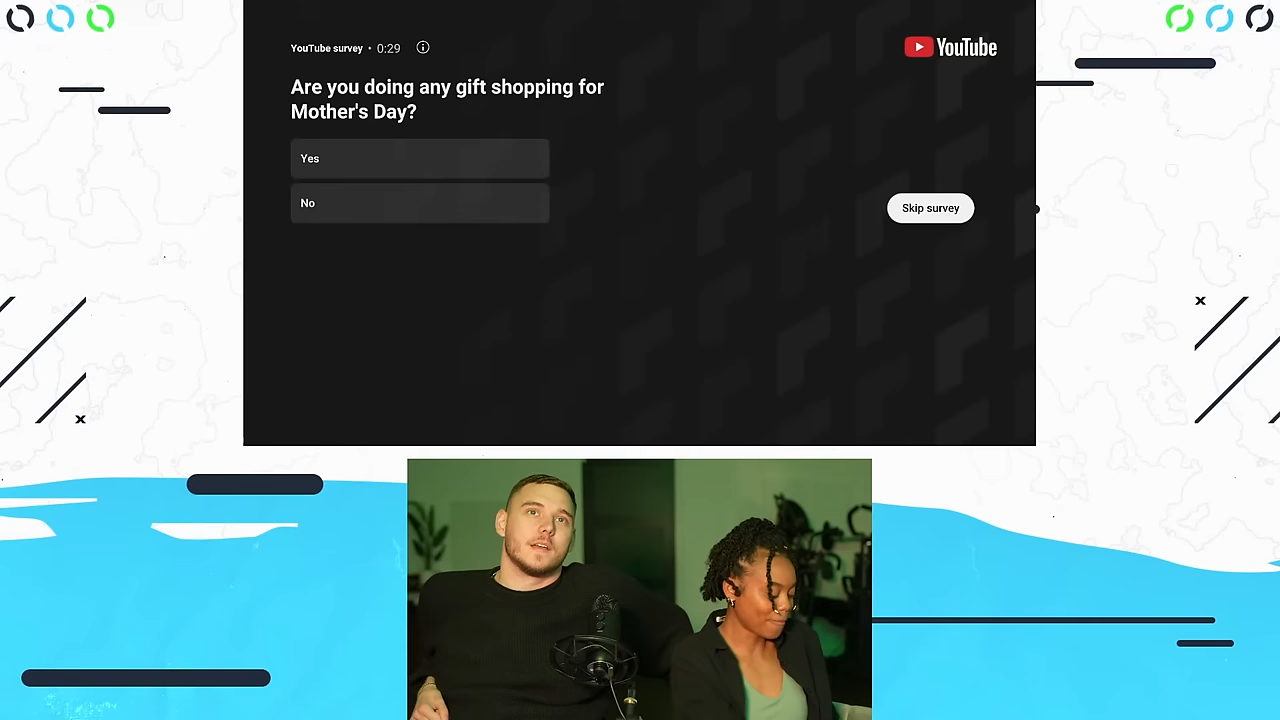 YouTube survey • 0:29
YouTube
Are you doing any gift shopping for
Mother's Day?
Yes
No
Skip survey